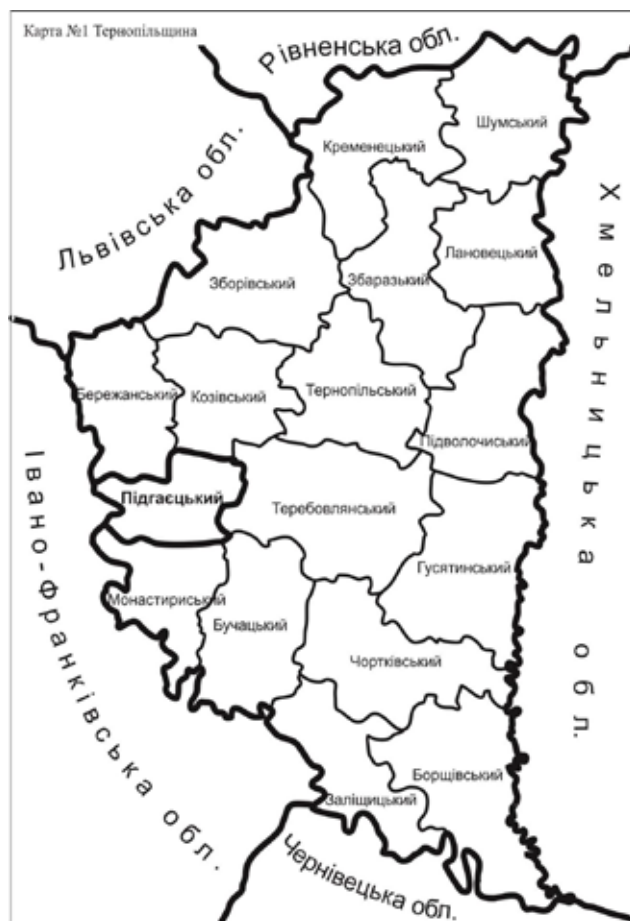 Карта №1 Тернопільщина
Рівненська обл.
Шумський
Кременецький
Львівська обл.
Хмельницька обл.
Лановецький
Збаразький
Зборівський
Бережанський
Козівський
Тернопільський
Підволочиський
Підгаєцький
Теребовлянський
Івано-Франківська обл.
Гусятинський
Монастириський
Бучацький
Чортківський
Борщівський
Заліщицький
Чернівецька обл.